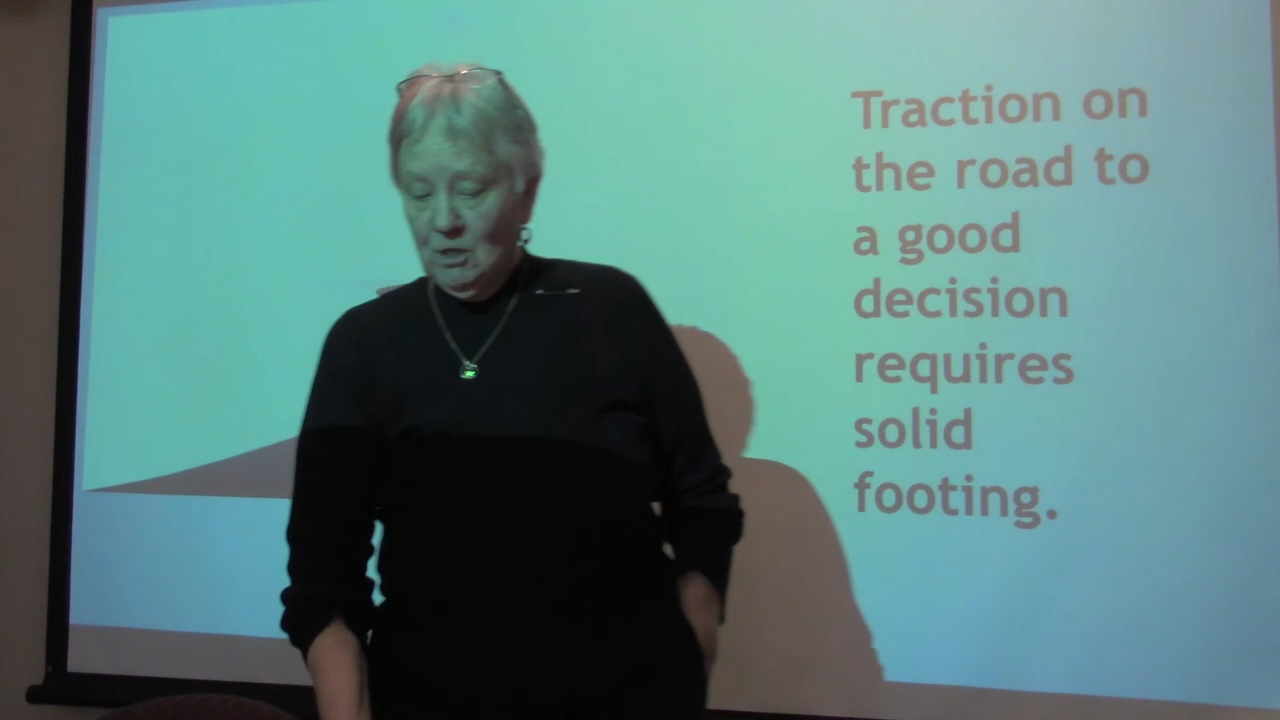 Traction on
the road to
a good
decision
requires
solid
footing.